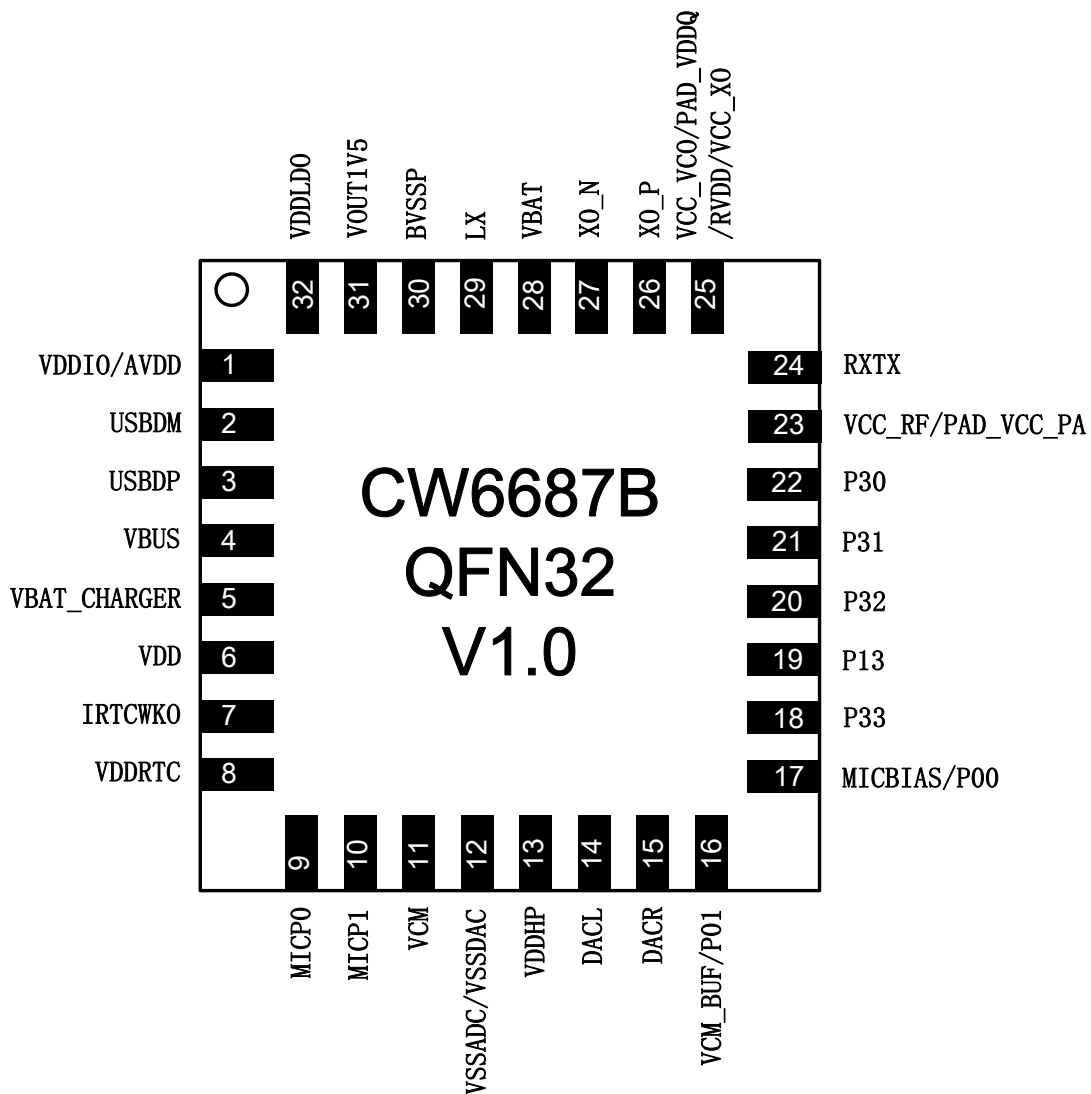 VCC_VCO/PAD_VDDQ
/RVDD/VCC_XO
VDDLDO
VOUT1V5
BVSSP
LX
VBAT
XO_N
XO_P
32
31
30
29
28
27
26
25
VDDIO/AVDD 1
USBDM 2
USBDP 3
VBUS 4
VBAT_CHARGER 5
VDD 6
IRTCWKO 7
VDDRTC 8
CW6687B
QFN32
V1.0
24 RXTX
23 VCC_RF/PAD_VCC_PA
22 P30
21 P31
20 P32
19 P13
18 P33
17 MICBIAS/P00
9
10
11
12
13
14
15
16
MICP0
MICP1
VCM
VSSADC/VSSDAC
VDDHP
DACL
DACR
VCM_BUF/P01